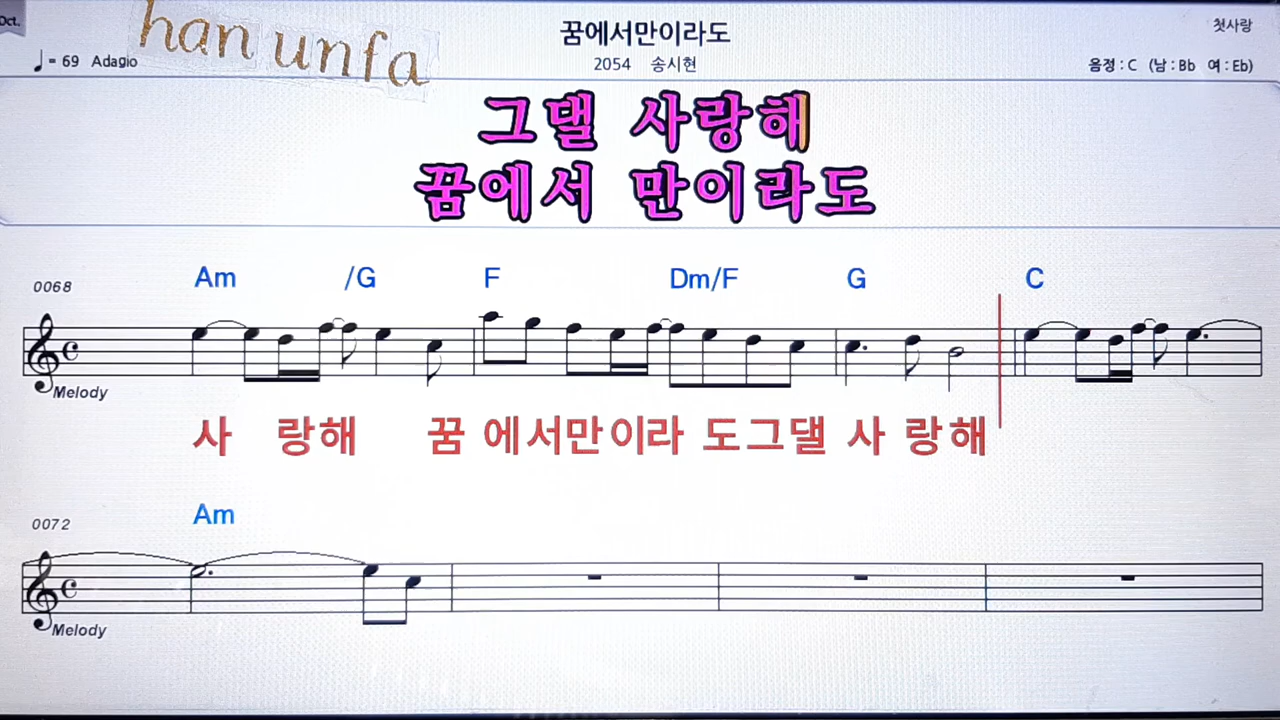 Oct.
han unfa
꿈에서만이라도
첫사랑
♩= 69 Adagio
2054 송시현
음정 : C (남 : Bb 여 : Eb)
그댈 사랑해
꿈에서 만이라도
0068
Am /G F Dm/F G C
Melody
사 랑해 꿈 에서만이라 도그댈 사 랑해
0072
Am
Melody